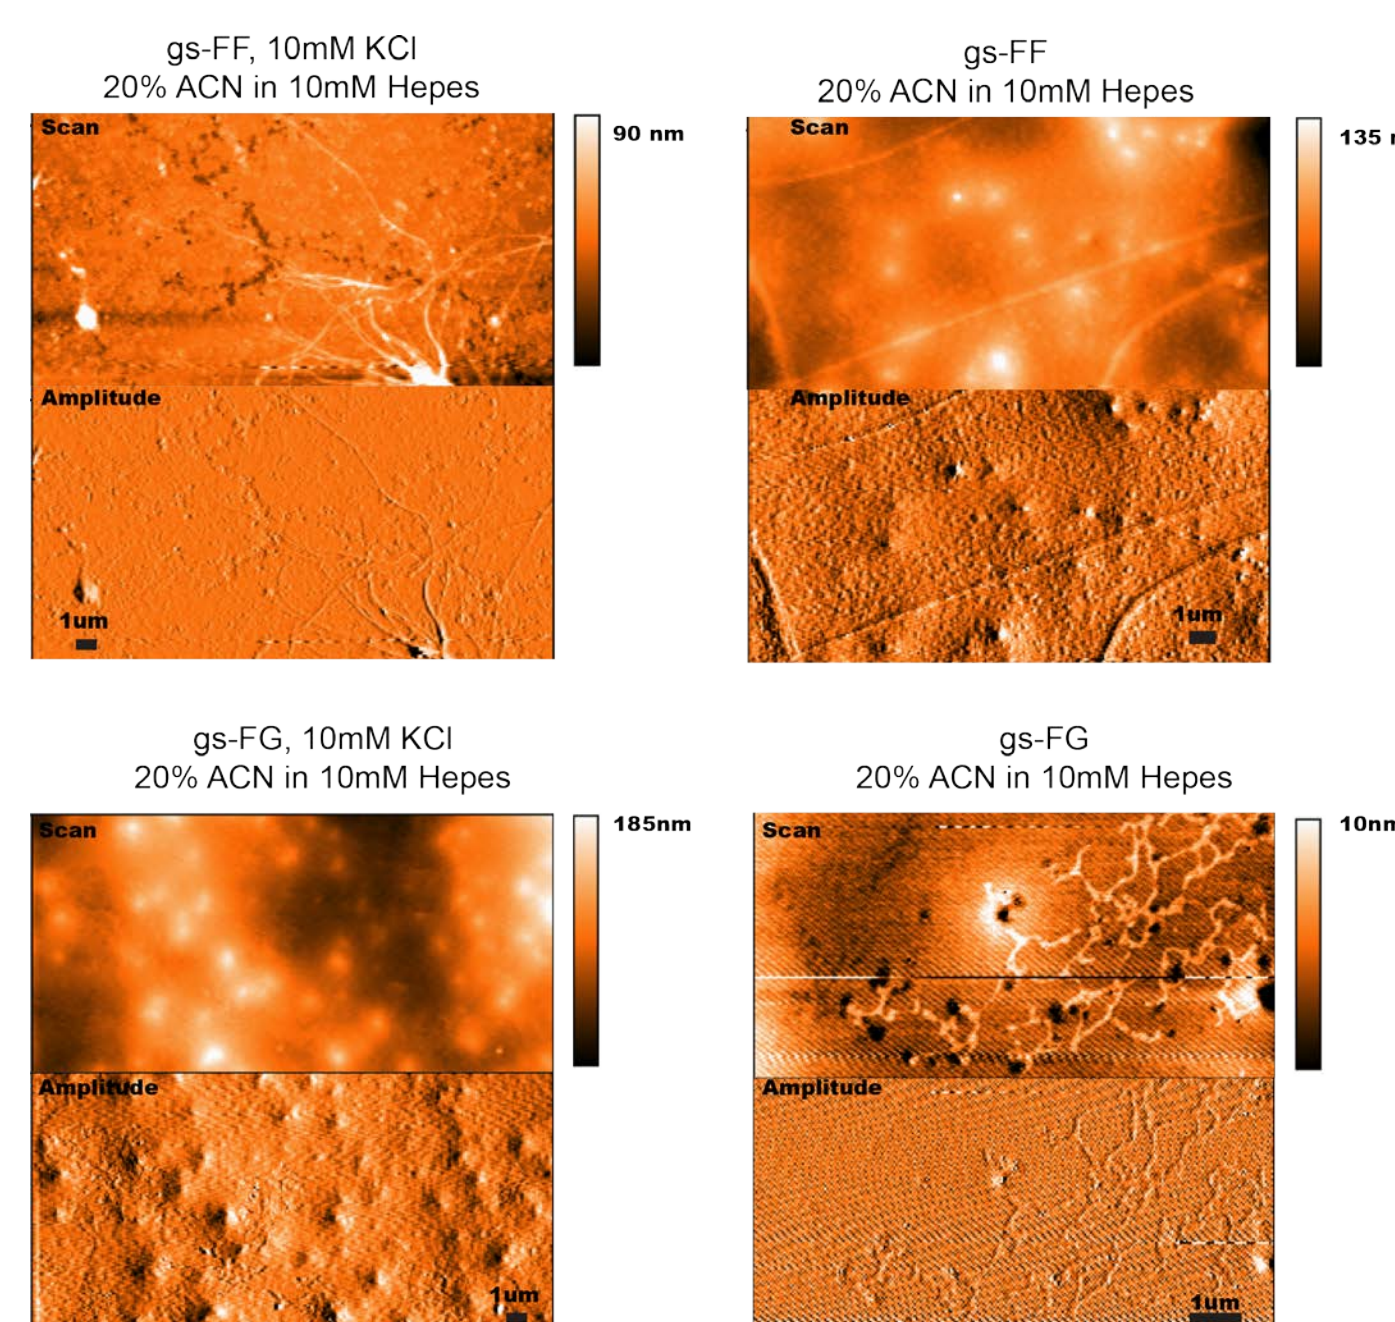 gs-FF, 10mM KCl
20% ACN in 10mM Hepes
Scan
90 nm
Amplitude
1um
gs-FF
20% ACN in 10mM Hepes
Scan
135 n
Amplitude
1um
gs-FG, 10mM KCl
20% ACN in 10mM Hepes
Scan
185nm
Amplitude
1um
gs-FG
20% ACN in 10mM Hepes
Scan
10nm
Amplitude
1um